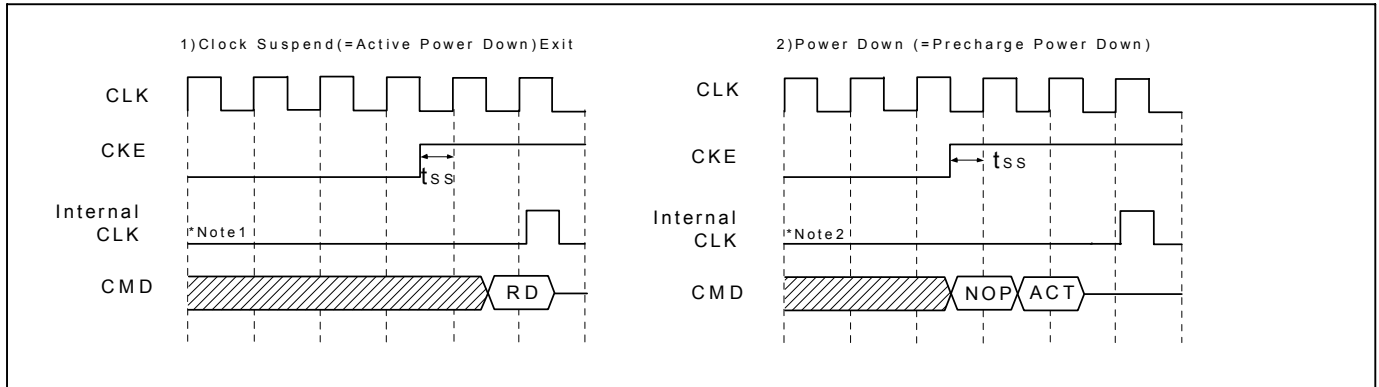 1)Clock Suspend(=Active Power Down)Exit
CLK
CKE
tss
Internal
CLK
*Note1
CMD
RD
2)Power Down (=Precharge Power Down)
CLK
CKE
tss
Internal
CLK
*Note2
CMD
NOP
ACT